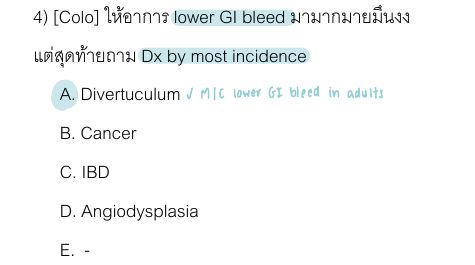 4) [Colo] ให้อาการ lower GI bleed มามากมายมึนงง
แต่สุดท้ายถาม Dx by most incidence
A. Divertuculum ✓ M/C lower GI bleed in adults
B. Cancer
C. IBD
D. Angiodysplasia
E. -